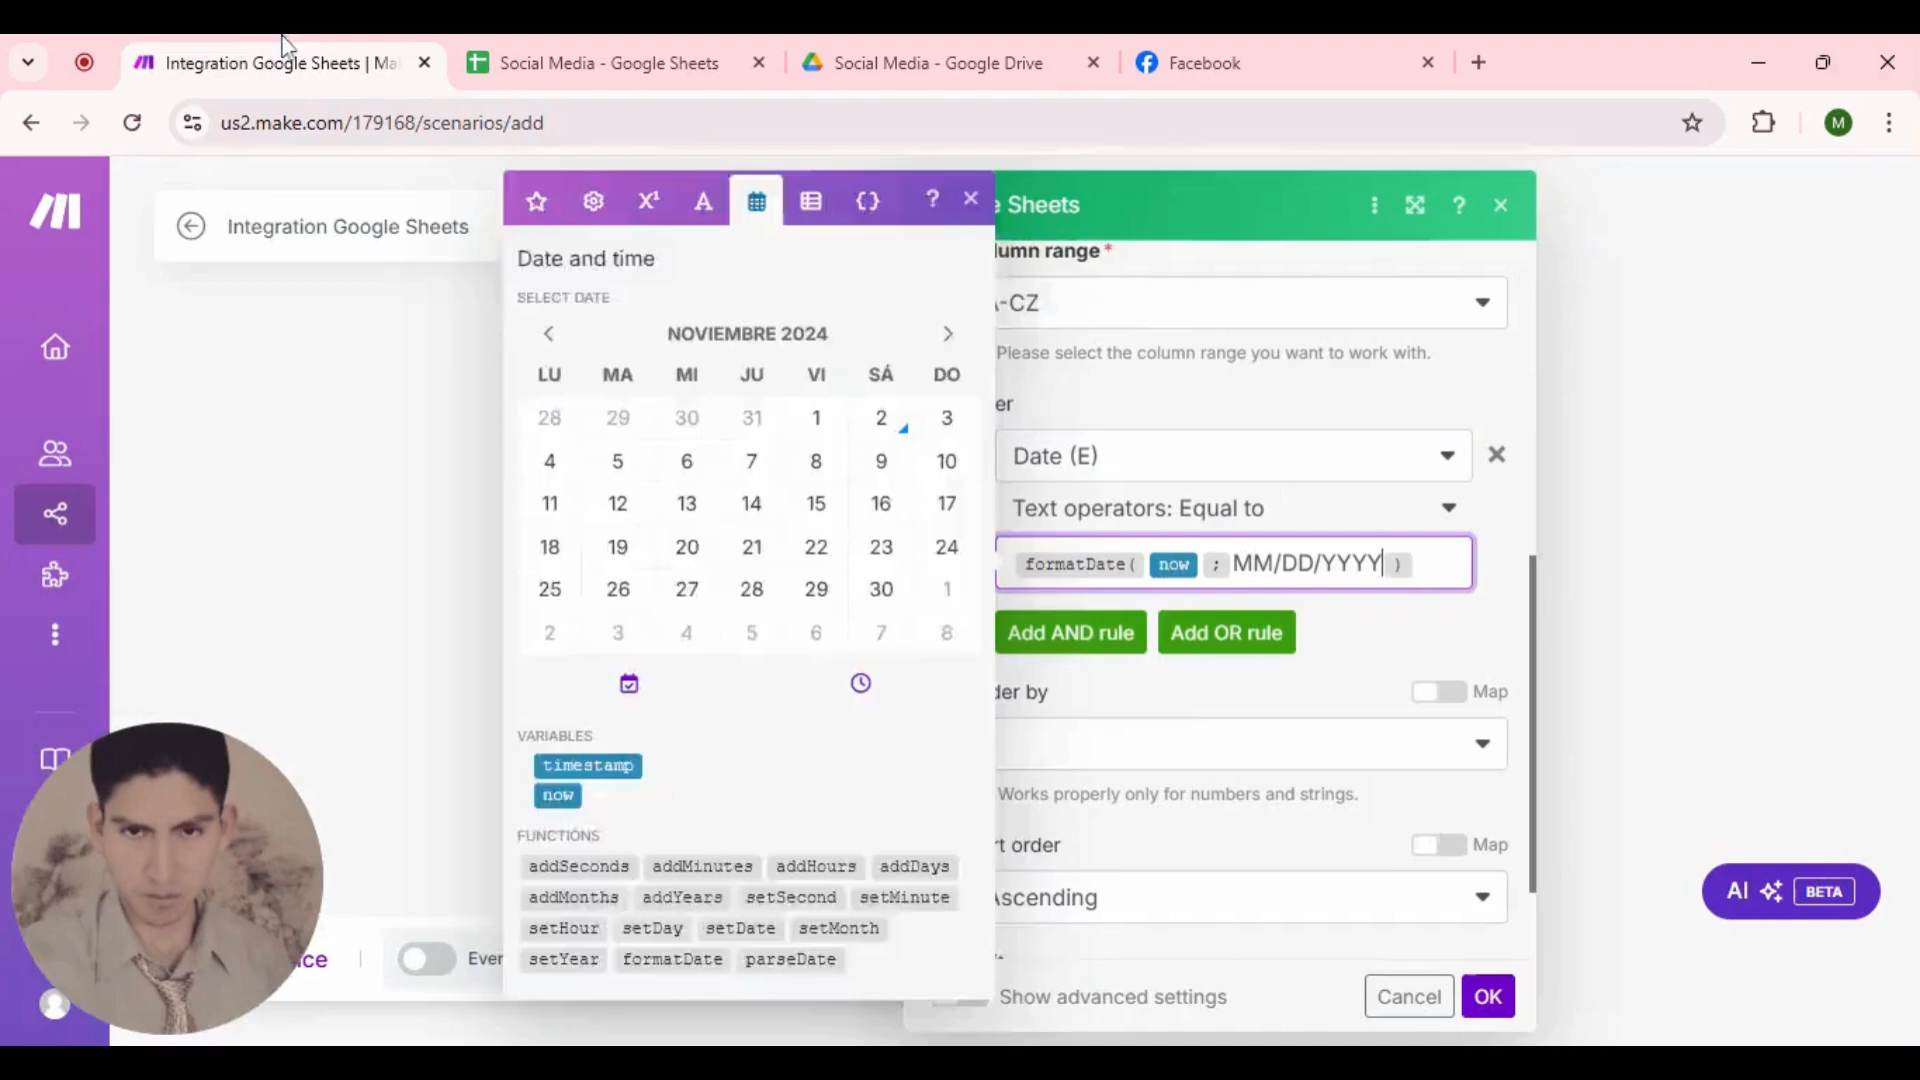 Integration Google Sheets | Ma
Social Media - Google Sheets
Social Media - Google Drive
Facebook
us2.make.com/179168/scenarios/add
M
Integration Google Sheets
X¹ A { } ?
Date and time
SELECT DATE
NOVIEMBRE 2024
LU MA MI JU VI SÁ DO
28 29 30 31 1 2 3
4 5 6 7 8 9 10
11 12 13 14 15 16 17
18 19 20 21 22 23 24
25 26 27 28 29 30 1
2 3 4 5 6 7 8
VARIABLES
timestamp
now
FUNCTIONS
addSeconds addMinutes addHours addDays
addMonths addYears setSecond setMinute
setHour setDay setDate setMonth
setYear formatDate parseDate
e Sheets
?
lumn range *
A-CZ
Please select the column range you want to work with.
er
Date (E)
Text operators: Equal to
formatDate( now ; MM/DD/YYYY )
Add AND rule Add OR rule
der by
Map
Works properly only for numbers and strings.
rt order
Map
Ascending
Show advanced settings
Cancel OK
nce
Ever
AI BETA